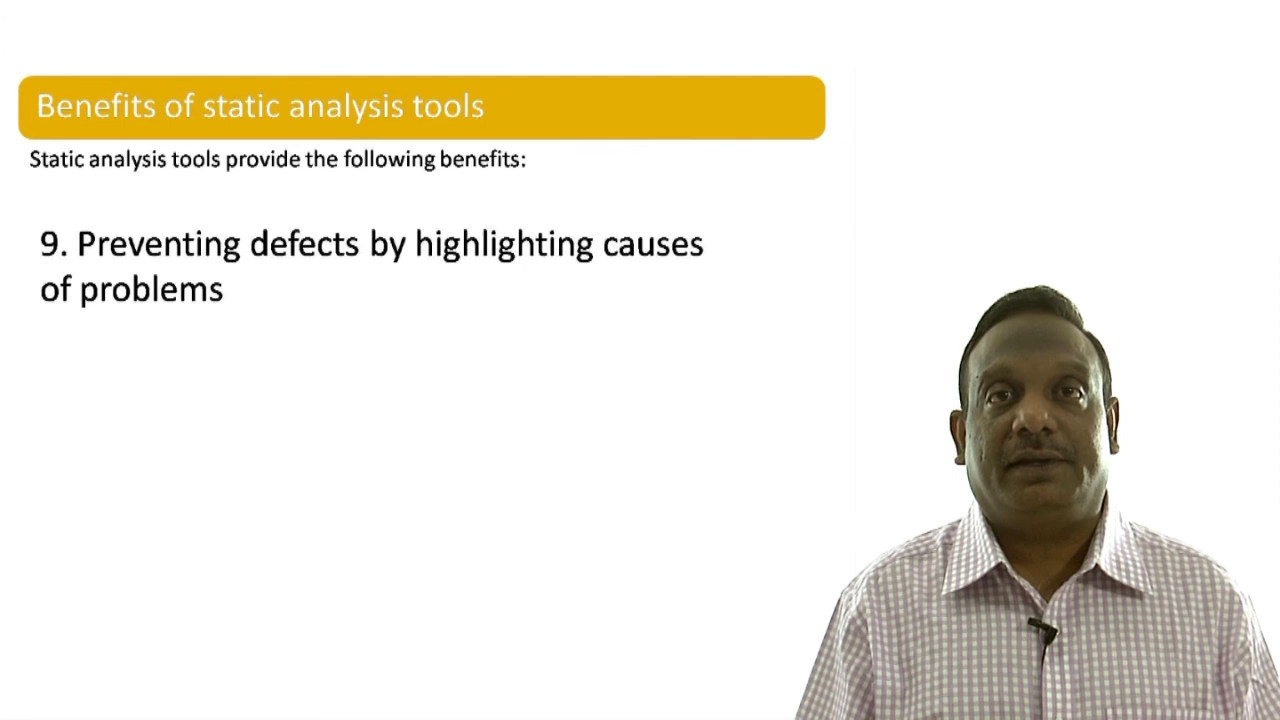 Benefits of static analysis tools
Static analysis tools provide the following benefits:
9. Preventing defects by highlighting causes
of problems